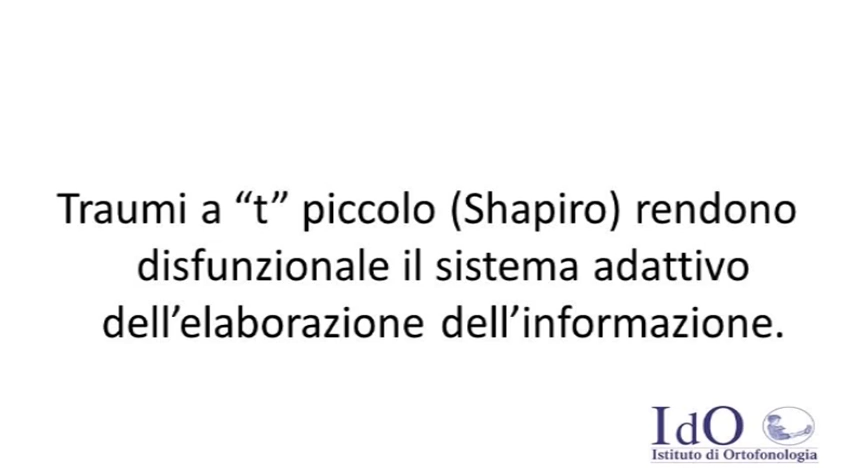 Traumi a “t” piccolo (Shapiro) rendono
disfunzionale il sistema adattivo
dell’elaborazione dell’informazione.
IdO
Istituto di Ortofonologia